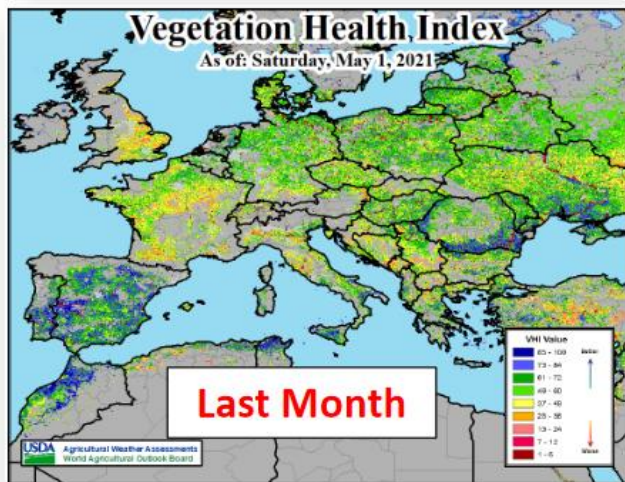 Vegetation Health Index
As of: Saturday, May 1, 2021
Last Month
VHI Value
85 - 100
73 - 84
61 - 72
49 - 60
37 - 48
25 - 36
13 - 24
7 - 12
1 - 6
Better
Worse
USDA
Agricultural Weather Assessments
World Agricultural Outlook Board